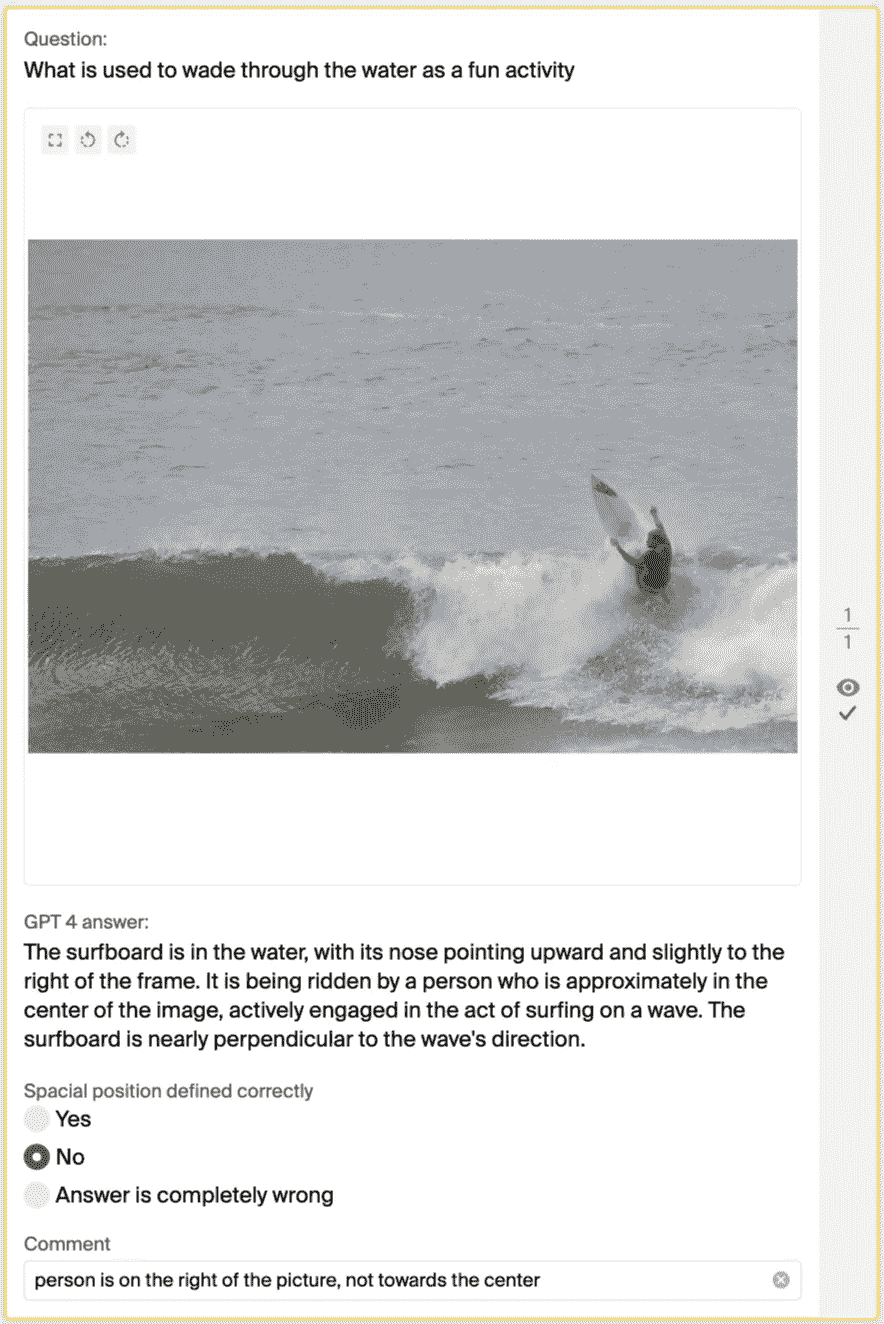 Question:
What is used to wade through the water as a fun activity
1
1
GPT 4 answer:
The surfboard is in the water, with its nose pointing upward and slightly to the
right of the frame. It is being ridden by a person who is approximately in the
center of the image, actively engaged in the act of surfing on a wave. The
surfboard is nearly perpendicular to the wave's direction.
Spacial position defined correctly
Yes
No
Answer is completely wrong
Comment
person is on the right of the picture, not towards the center